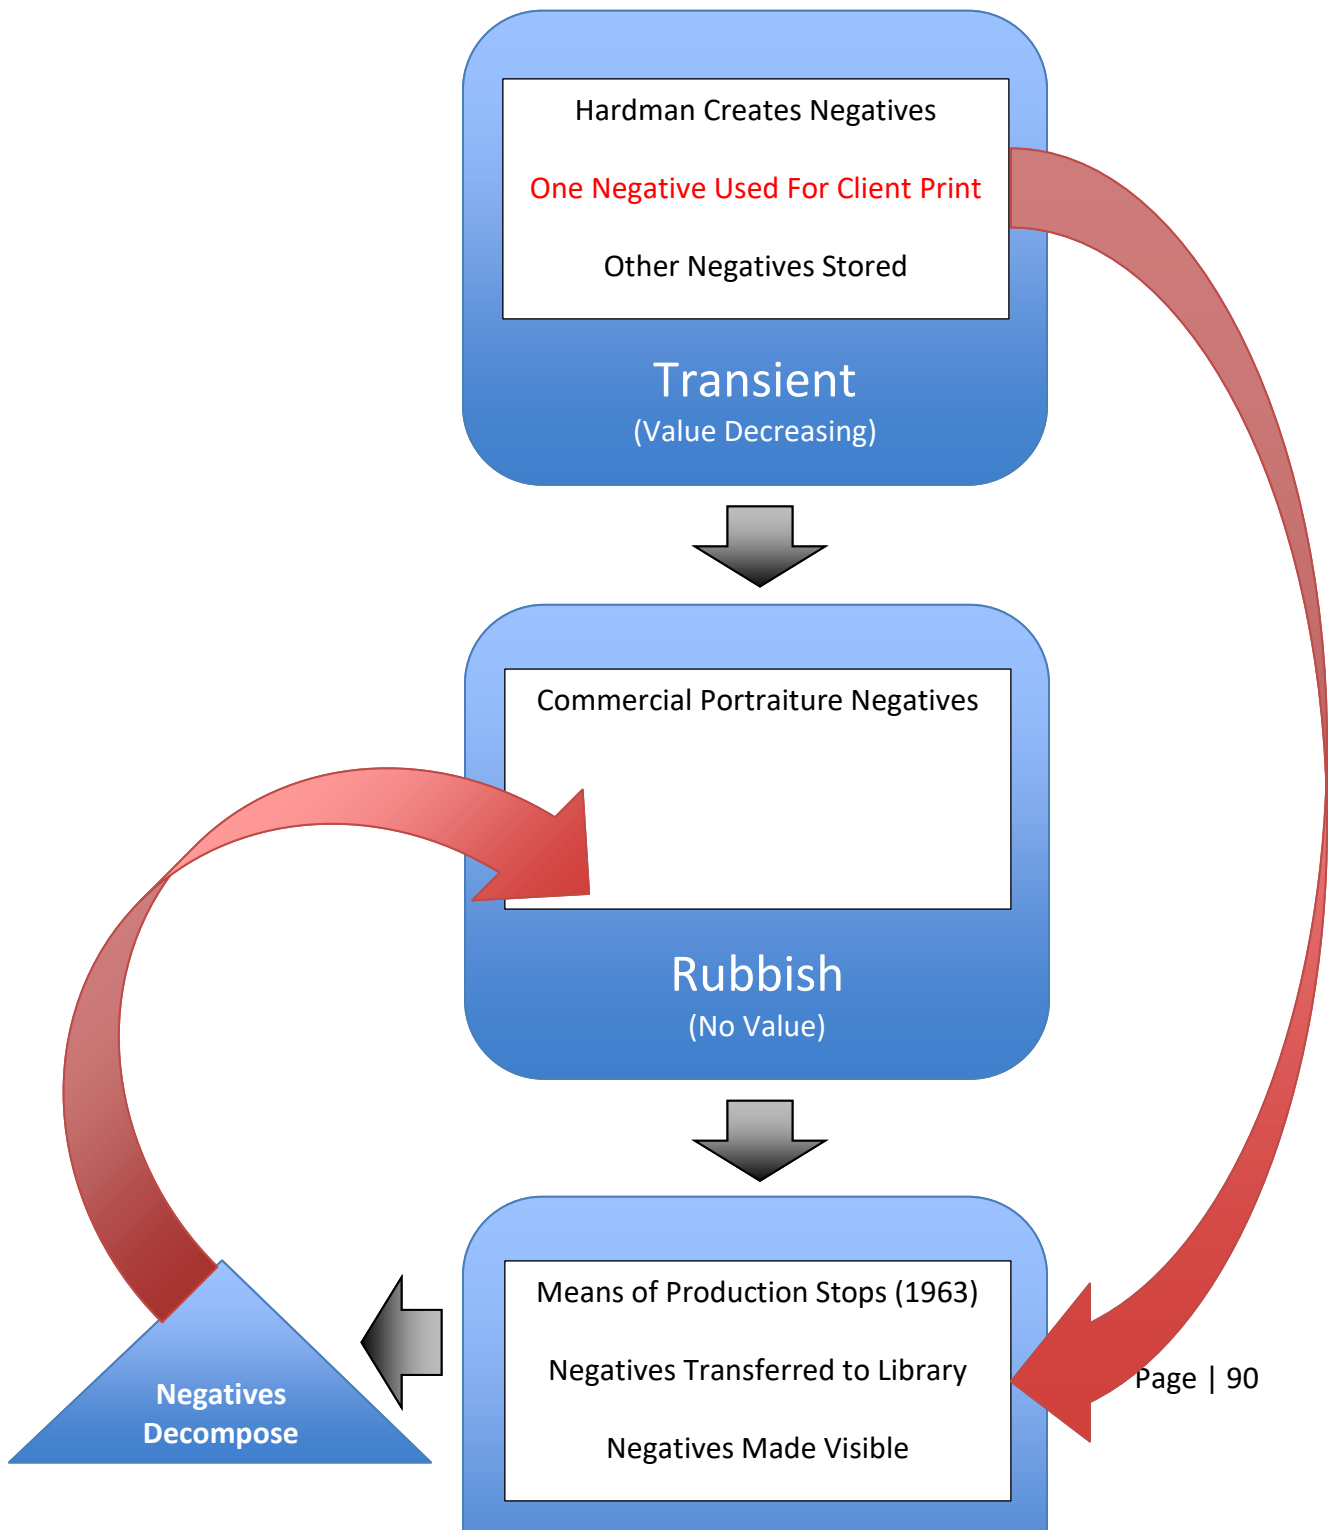 Hardman Creates Negatives
One Negative Used For Client Print
Other Negatives Stored
Transient
(Value Decreasing)
Commercial Portraiture Negatives
Rubbish
(No Value)
Means of Production Stops (1963)
Negatives Transferred to Library
Negatives Made Visible
Negatives
Decompose
Page | 90